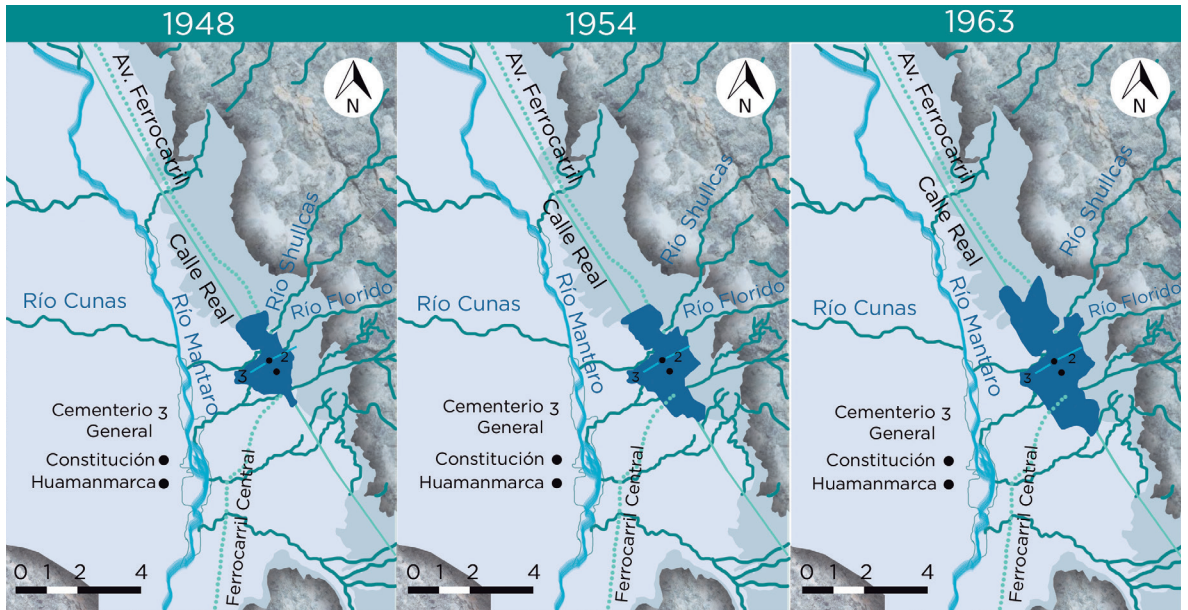 1948
Av. Ferrocarril
N
Calle Real
Río Shullcas
Río Florido
Río Cunas
Río Mantaro
2
3
Cementerio 3
General
Constitución
Huamanmarca
Ferrocarril Central
0 1 2 4
1954
Av. Ferrocarril
N
Calle Real
Río Shullcas
Río Florido
Río Cunas
Río Mantaro
2
3
Cementerio 3
General
Constitución
Huamanmarca
Ferrocarril Central
0 1 2 4
1963
Av. Ferrocarril
N
Calle Real
Río Shullcas
Río Florido
Río Cunas
Río Mantaro
2
3
Cementerio 3
General
Constitución
Huamanmarca
Ferrocarril Central
0 1 2 4